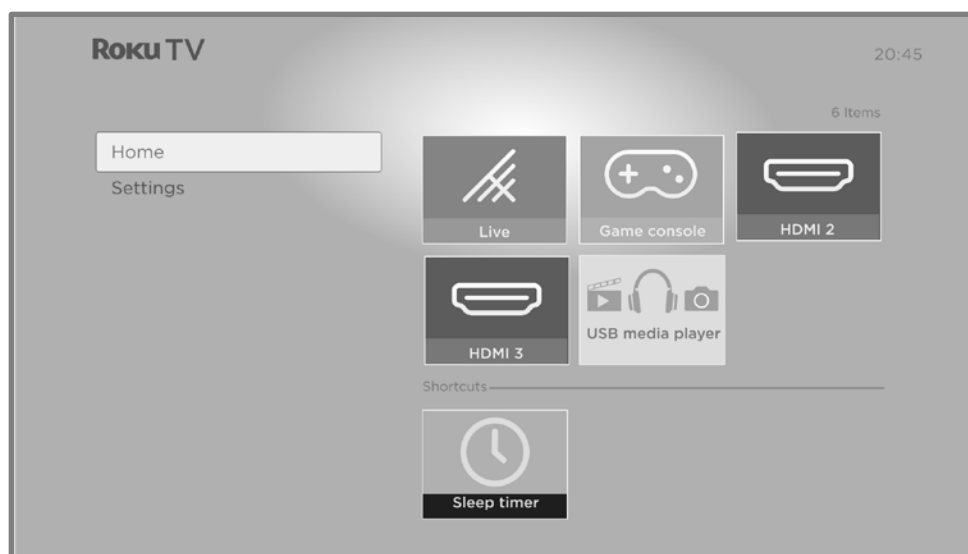 Roku TV
20:45
6 Items
Home
Settings
Live
Game console
HDMI 2
HDMI 3
USB media player
Shortcuts
Sleep timer